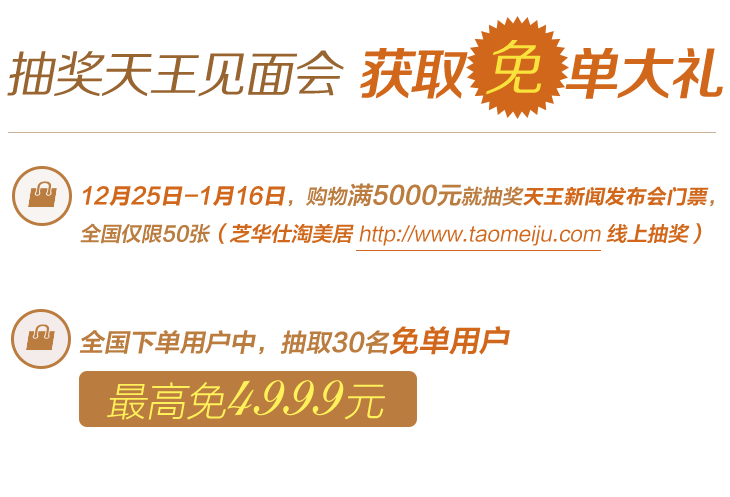 抽奖天王见面会 获取免单大礼
12月25日-1月16日，购物满5000元就抽奖天王新闻发布会门票，
全国仅限50张（芝华仕淘美居 http://www.taomeiju.com 线上抽奖）
全国下单用户中，抽取30名免单用户
最高免4999元